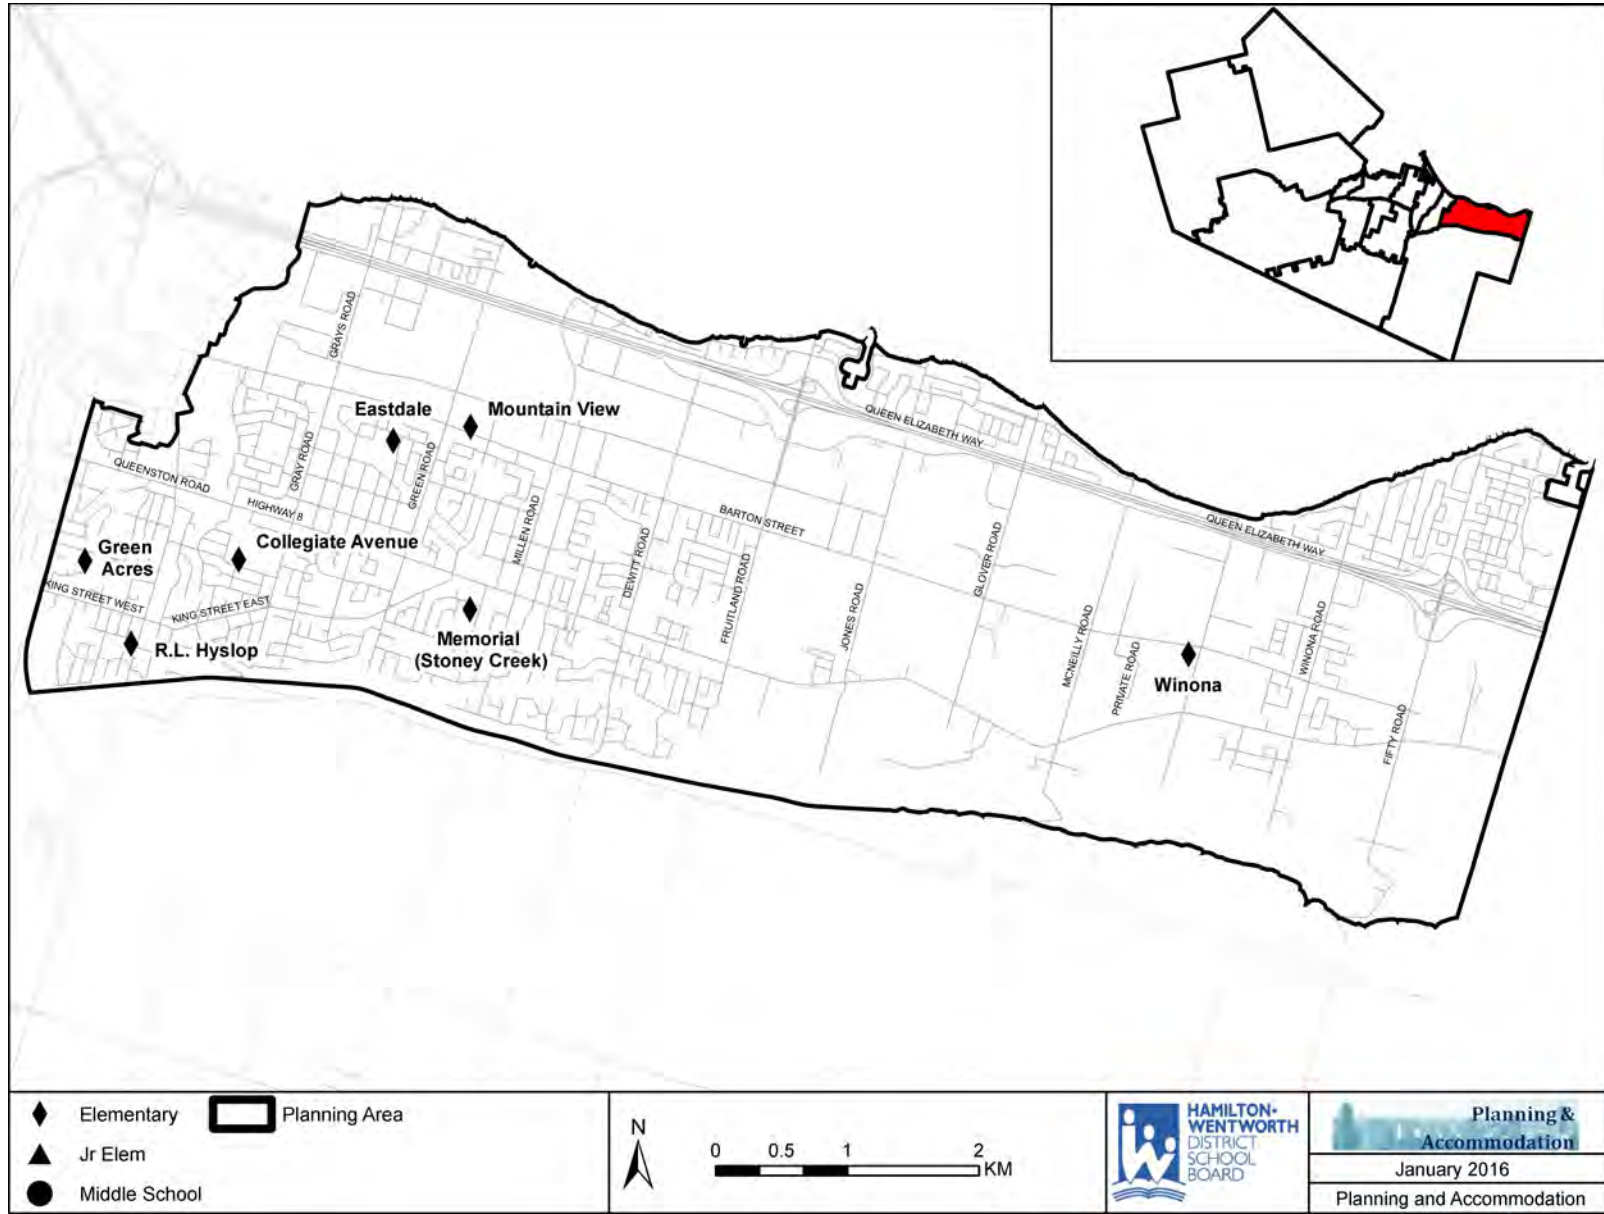 GRAYS ROAD
Eastdale
Mountain View
QUEEN ELIZABETH WAY
GRAY ROAD
GREEN ROAD
QUEENSTON ROAD
HIGHWAY 8
MILLEN ROAD
BARTON STREET
QUEEN ELIZABETH WAY
Green
Acres
Collegiate Avenue
DEWITT ROAD
FRUITLAND ROAD
JONES ROAD
GLOVER ROAD
KING STREET WEST
KING STREET EAST
R.L. Hyslop
Memorial
(Stoney Creek)
MCNEILLY ROAD
PRIVATE ROAD
Winona
WINONA ROAD
FIFTY ROAD
Elementary
Planning Area
Jr Elem
Middle School
N
0 0.5 1 2
KM
HAMILTON-
WENTWORTH
DISTRICT
SCHOOL
BOARD
Planning &
Accommodation
January 2016
Planning and Accommodation